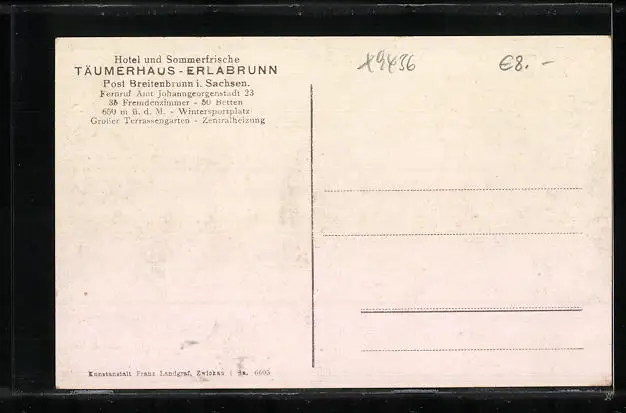 Hotel und Sommerfrische
TÄUMERHAUS - ERLABRUNN
Post Breitenbrunn i. Sachsen.
Fernruf Amt Johanngeorgenstadt 23
35 Fremdenzimmer - 50 Betten
650 m ü. d. M. - Wintersportplatz
Großer Terrassengarten - Zentralheizung
€8.-
Kunstanstalt Franz Landgraf, Zwickau i Sa. 6605